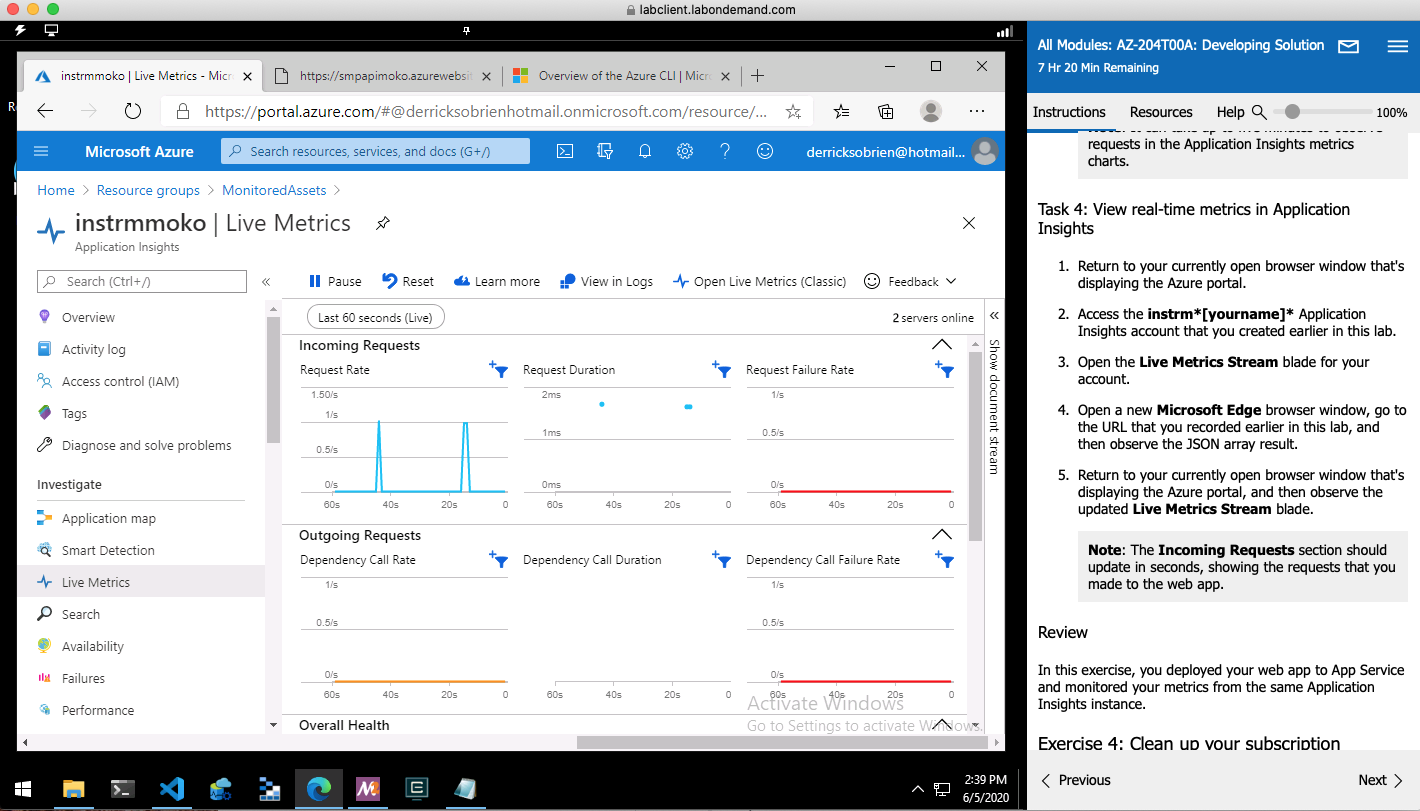 labclient.labondemand.com
instrmmoko | Live Metrics - Micr
https://smpapimoko.azurewebsit
Overview of the Azure CLI | Micr
https://portal.azure.com/#@derricksobrienhotmail.onmicrosoft.com/resource/...
Microsoft Azure
Search resources, services, and docs (G+/)
derricksobrien@hotmail...
Home > Resource groups > MonitoredAssets >
instrmmoko | Live Metrics
Application Insights
Search (Ctrl+/)
«
Overview
Activity log
Access control (IAM)
Tags
Diagnose and solve problems
Investigate
Application map
Smart Detection
Live Metrics
Search
Availability
Failures
Performance
Pause
Reset
Learn more
View in Logs
Open Live Metrics (Classic)
Feedback
Last 60 seconds (Live)
2 servers online
«
Show document stream
Incoming Requests
Request Rate
1.50/s
1/s
0.5/s
0/s
60s 40s 20s 0
Request Duration
2ms
1ms
0ms
60s 40s 20s 0
Request Failure Rate
1/s
0.5/s
0/s
60s 40s 20s 0
Outgoing Requests
Dependency Call Rate
1/s
0.5/s
0/s
60s 40s 20s 0
Dependency Call Duration
60s 40s 20s 0
Dependency Call Failure Rate
1/s
0.5/s
0/s
60s 40s 20s 0
Overall Health
Activate Windows
Go to Settings to activate Windows.
2:39 PM
6/5/2020
All Modules: AZ-204T00A: Developing Solution
7 Hr 20 Min Remaining
Instructions
Resources
Help
100%
requests in the Application Insights metrics
charts.
Task 4: View real-time metrics in Application
Insights
1. Return to your currently open browser window that's
displaying the Azure portal.
2. Access the instrm*[yourname]* Application
Insights account that you created earlier in this lab.
3. Open the Live Metrics Stream blade for your
account.
4. Open a new Microsoft Edge browser window, go to
the URL that you recorded earlier in this lab, and
then observe the JSON array result.
5. Return to your currently open browser window that's
displaying the Azure portal, and then observe the
updated Live Metrics Stream blade.
Note: The Incoming Requests section should
update in seconds, showing the requests that you
made to the web app.
Review
In this exercise, you deployed your web app to App Service
and monitored your metrics from the same Application
Insights instance.
Exercise 4: Clean up your subscription
Previous
Next